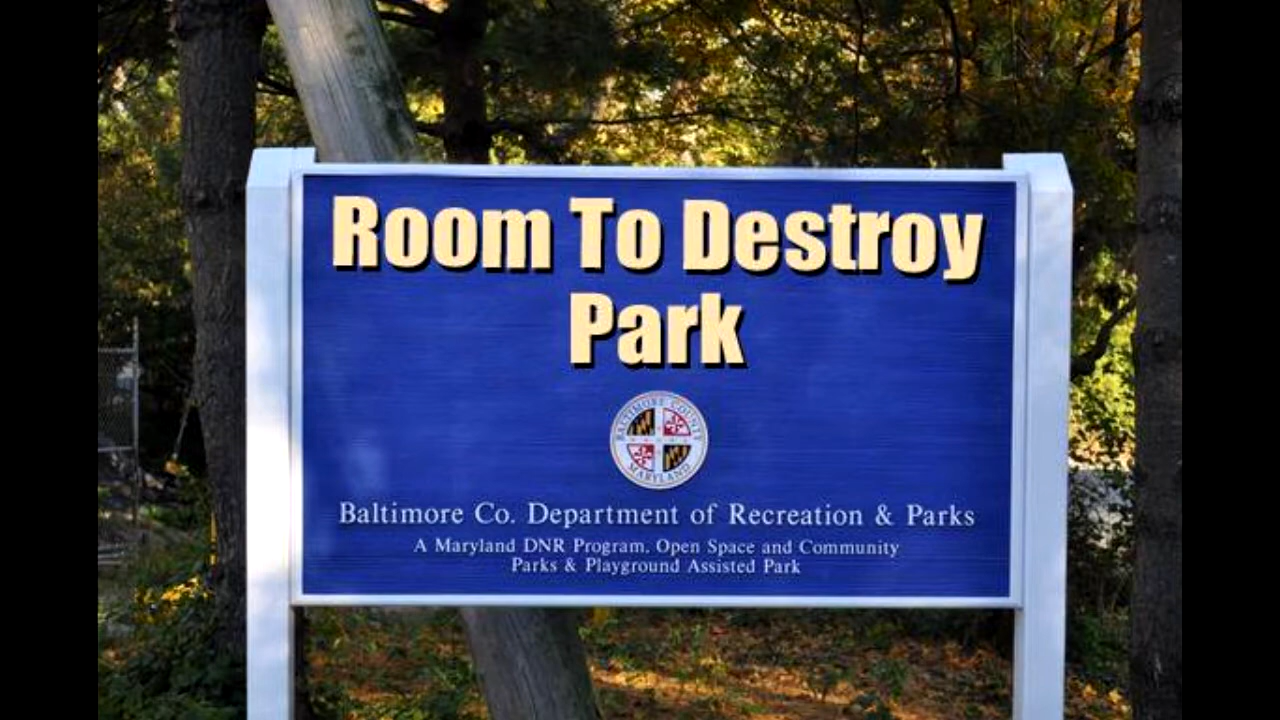 Room To Destroy
Park
BALTIMORE COUNTY
MARYLAND
Baltimore Co. Department of Recreation & Parks
A Maryland DNR Program, Open Space and Community
Parks & Playground Assisted Park